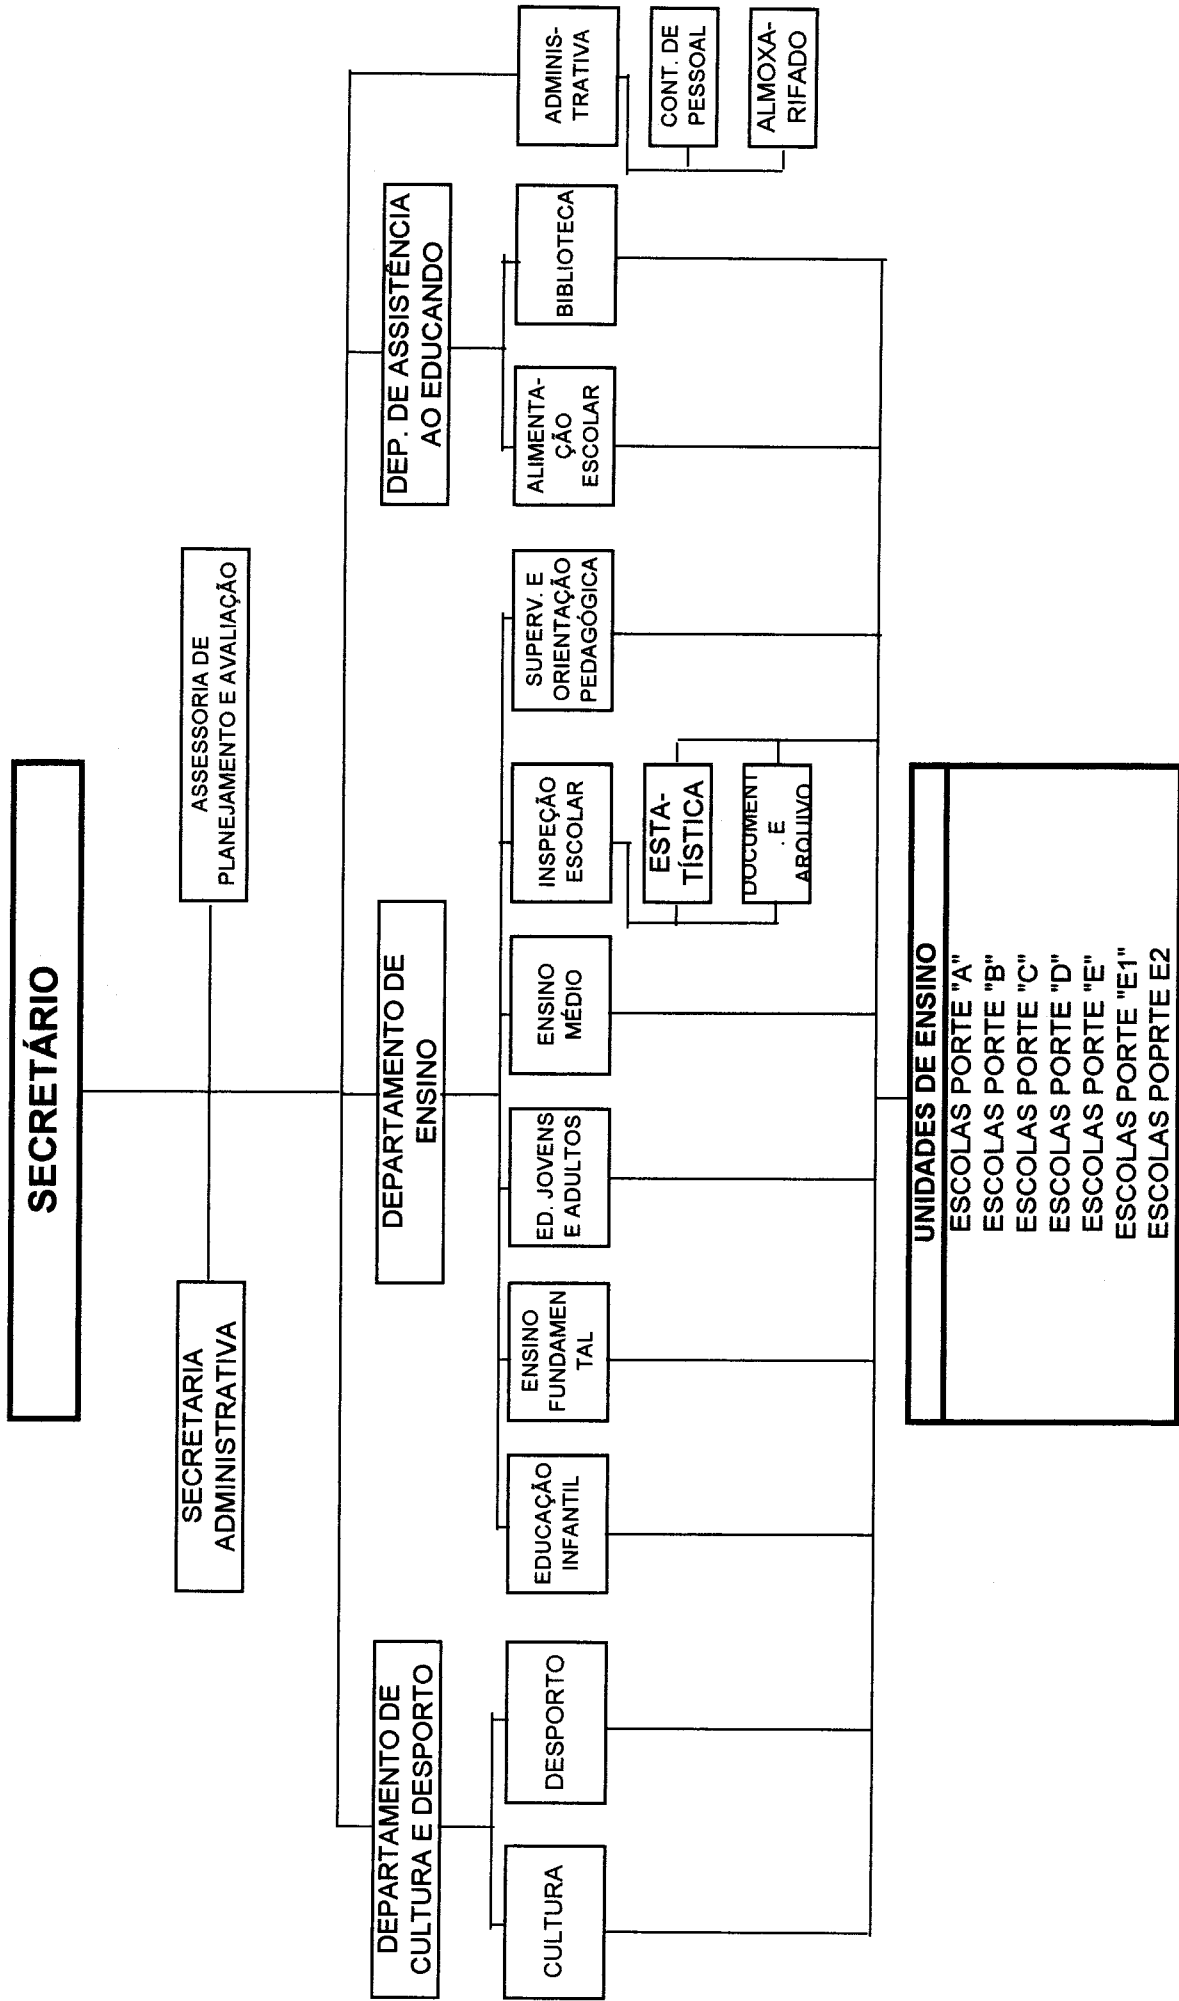 SECRETÁRIO
SECRETARIA
ADMINISTRATIVA
ASSESSORIA DE
PLANEJAMENTO E AVALIAÇÃO
DEPARTAMENTO DE
CULTURA E DESPORTO
DEPARTAMENTO DE
ENSINO
DEP. DE ASSISTÊNCIA
AO EDUCANDO
CULTURA
DESPORTO
EDUCAÇÃO
INFANTIL
ENSINO
FUNDAMEN
TAL
ED. JOVENS
E ADULTOS
ENSINO
MÉDIO
INSPEÇÃO
ESCOLAR
SUPERV. E
ORIENTAÇÃO
PEDAGÓGICA
ALIMENTA-
ÇÃO
ESCOLAR
BIBLIOTECA
ADMINIS-
TRATIVA
ESTA-
TÍSTICA
DOCUMENT
. E
ARQUIVO
CONT. DE
PESSOAL
ALMOXA-
RIFADO
UNIDADES DE ENSINO
ESCOLAS PORTE "A"
ESCOLAS PORTE "B"
ESCOLAS PORTE "C"
ESCOLAS PORTE "D"
ESCOLAS PORTE "E"
ESCOLAS PORTE "E1"
ESCOLAS POPRTE E2